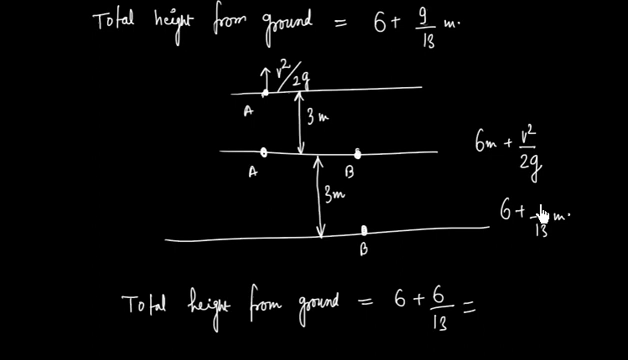 Total height from ground = 6 + 9/13 m.
v²/2g
A
3m
A
B
6m + v²/2g
3m
6 + /13 m.
B
Total height from ground = 6 + 6/13 =